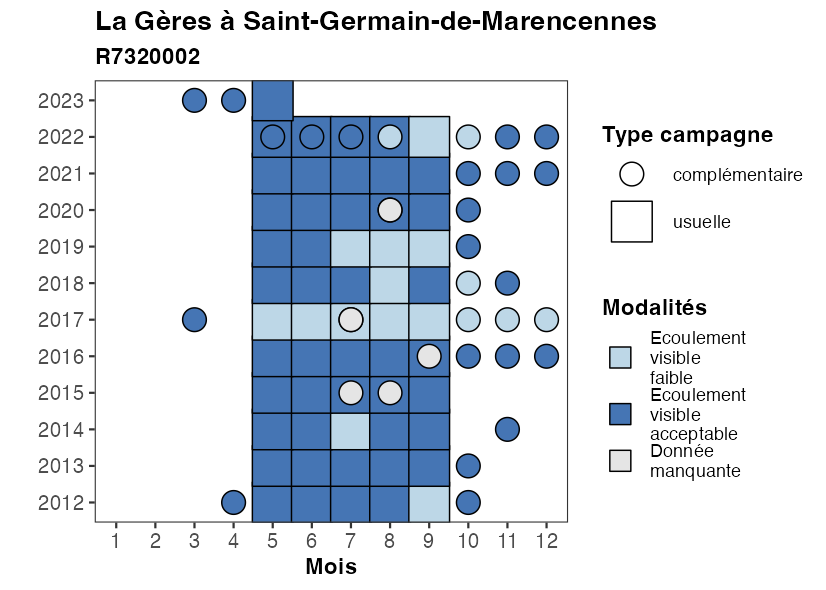 La Gères à Saint-Germain-de-Marencennes
R7320002
2023
2022
2021
2020
2019
2018
2017
2016
2015
2014
2013
2012
1 2 3 4 5 6 7 8 9 10 11 12
Mois
Type campagne
complémentaire
usuelle
Modalités
Ecoulement
visible
faible
Ecoulement
visible
acceptable
Donnée
manquante